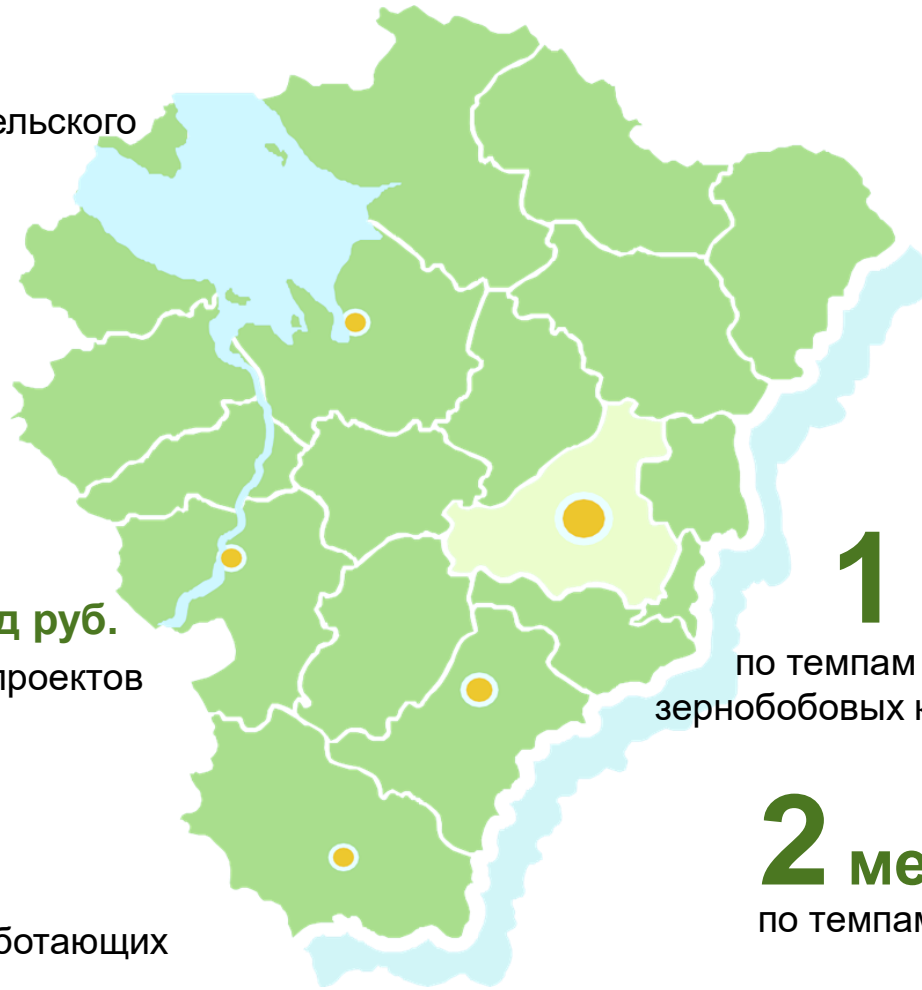 ельского
д руб.
проектов
1
по темпам
зернобобовых к
2 ме
по темпам
ботающих